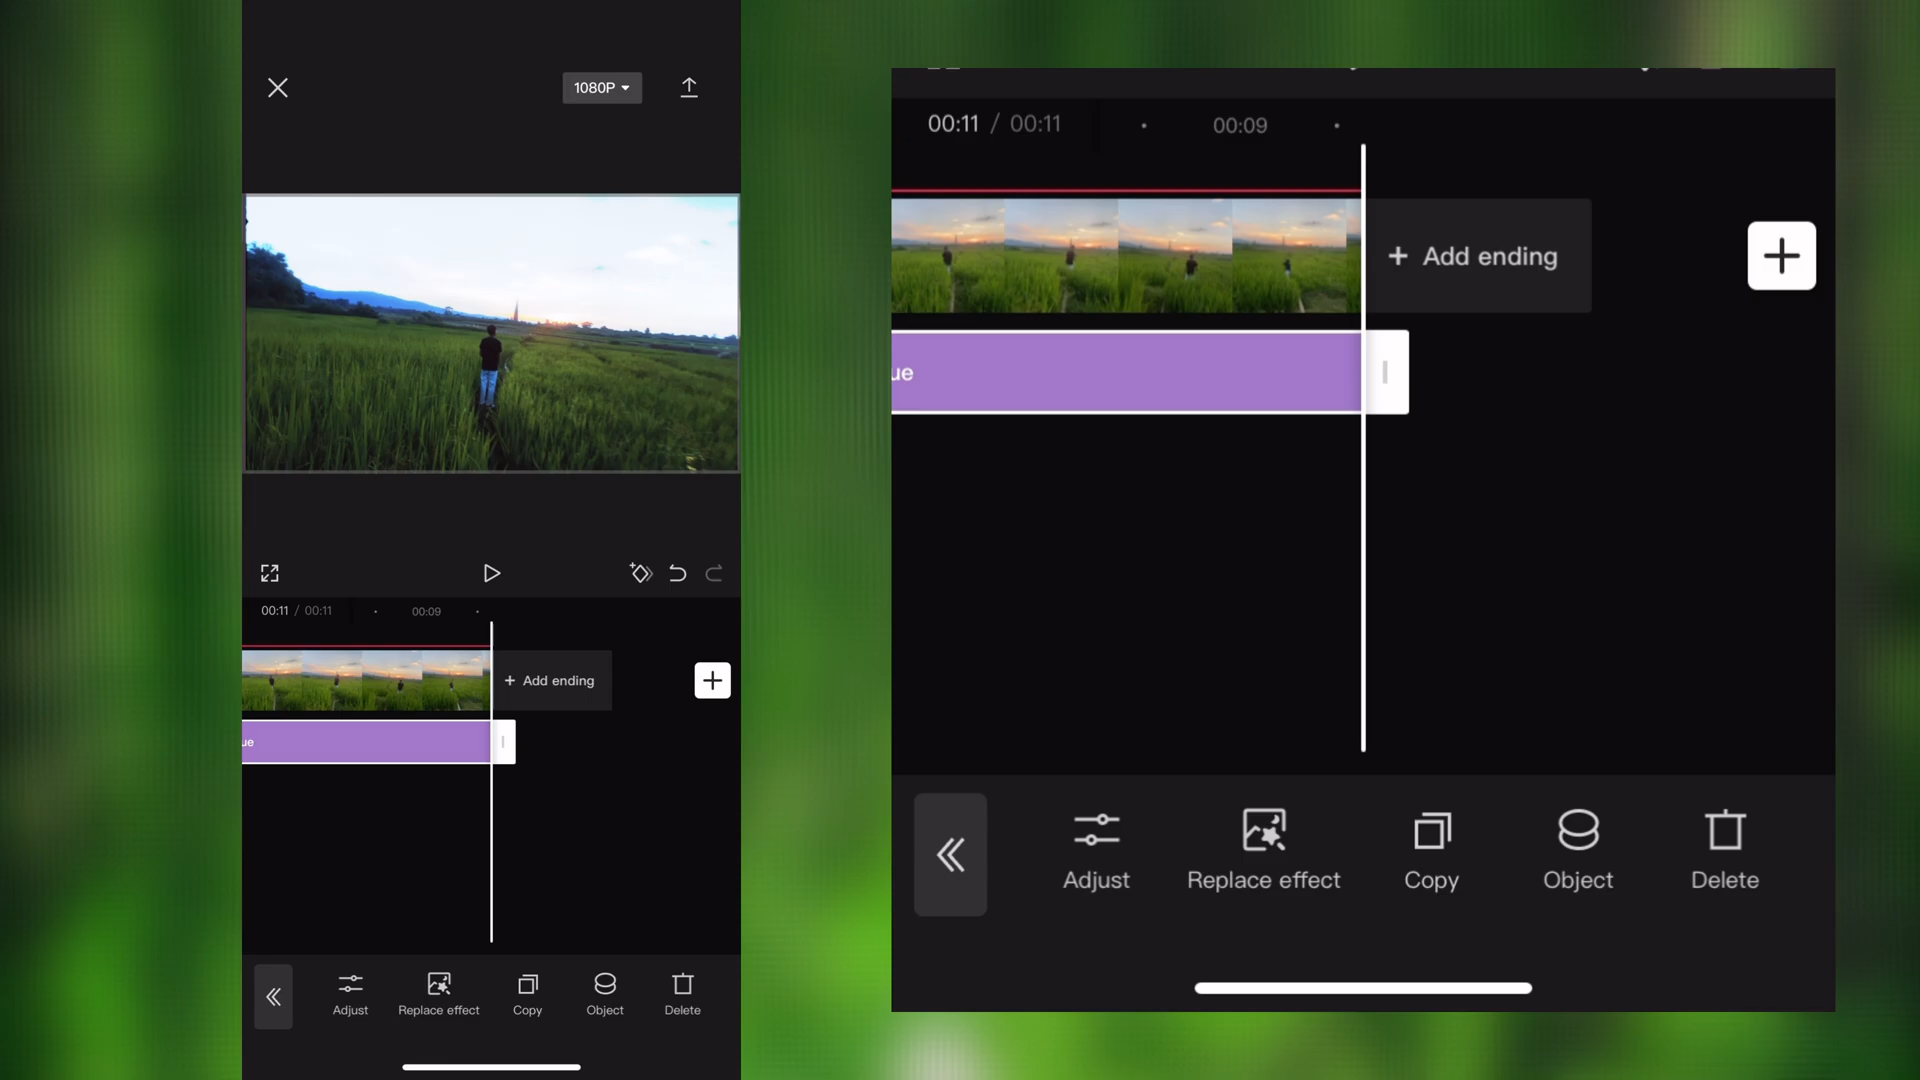 1080P
00:11 / 00:11
00:09
+ Add ending
ue
Adjust
Replace effect
Copy
Object
Delete
00:11 / 00:11
00:09
+ Add ending
ue
Adjust
Replace effect
Copy
Object
Delete